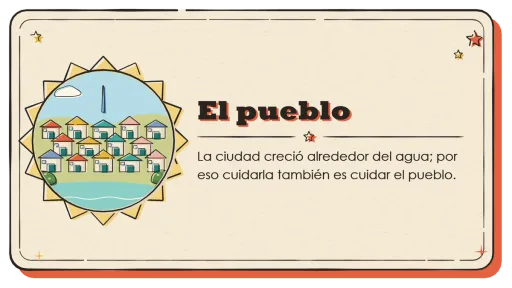 El pueblo
La ciudad creció alrededor del agua; por
eso cuidarla también es cuidar el pueblo.